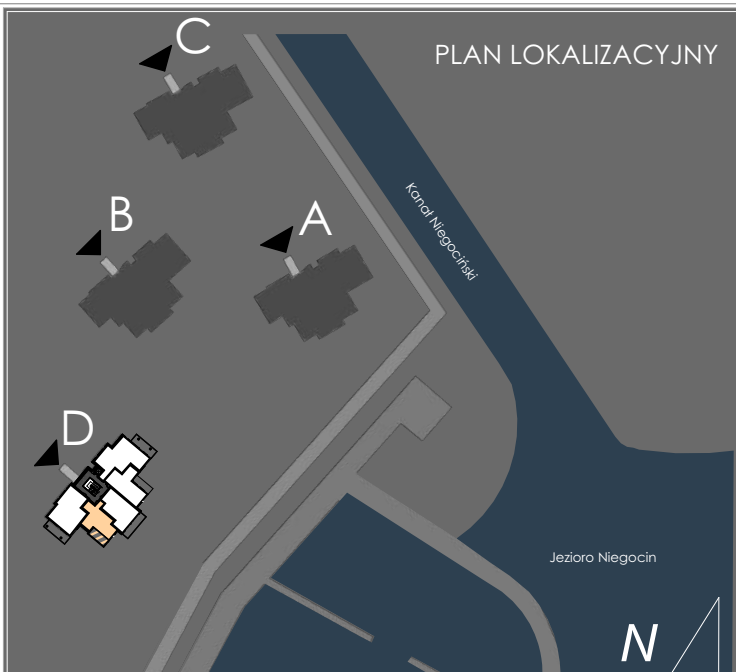 C
PLAN LOKALIZACYJNY
B
A
Kanał Niegociński
D
Jezioro Niegocin
N